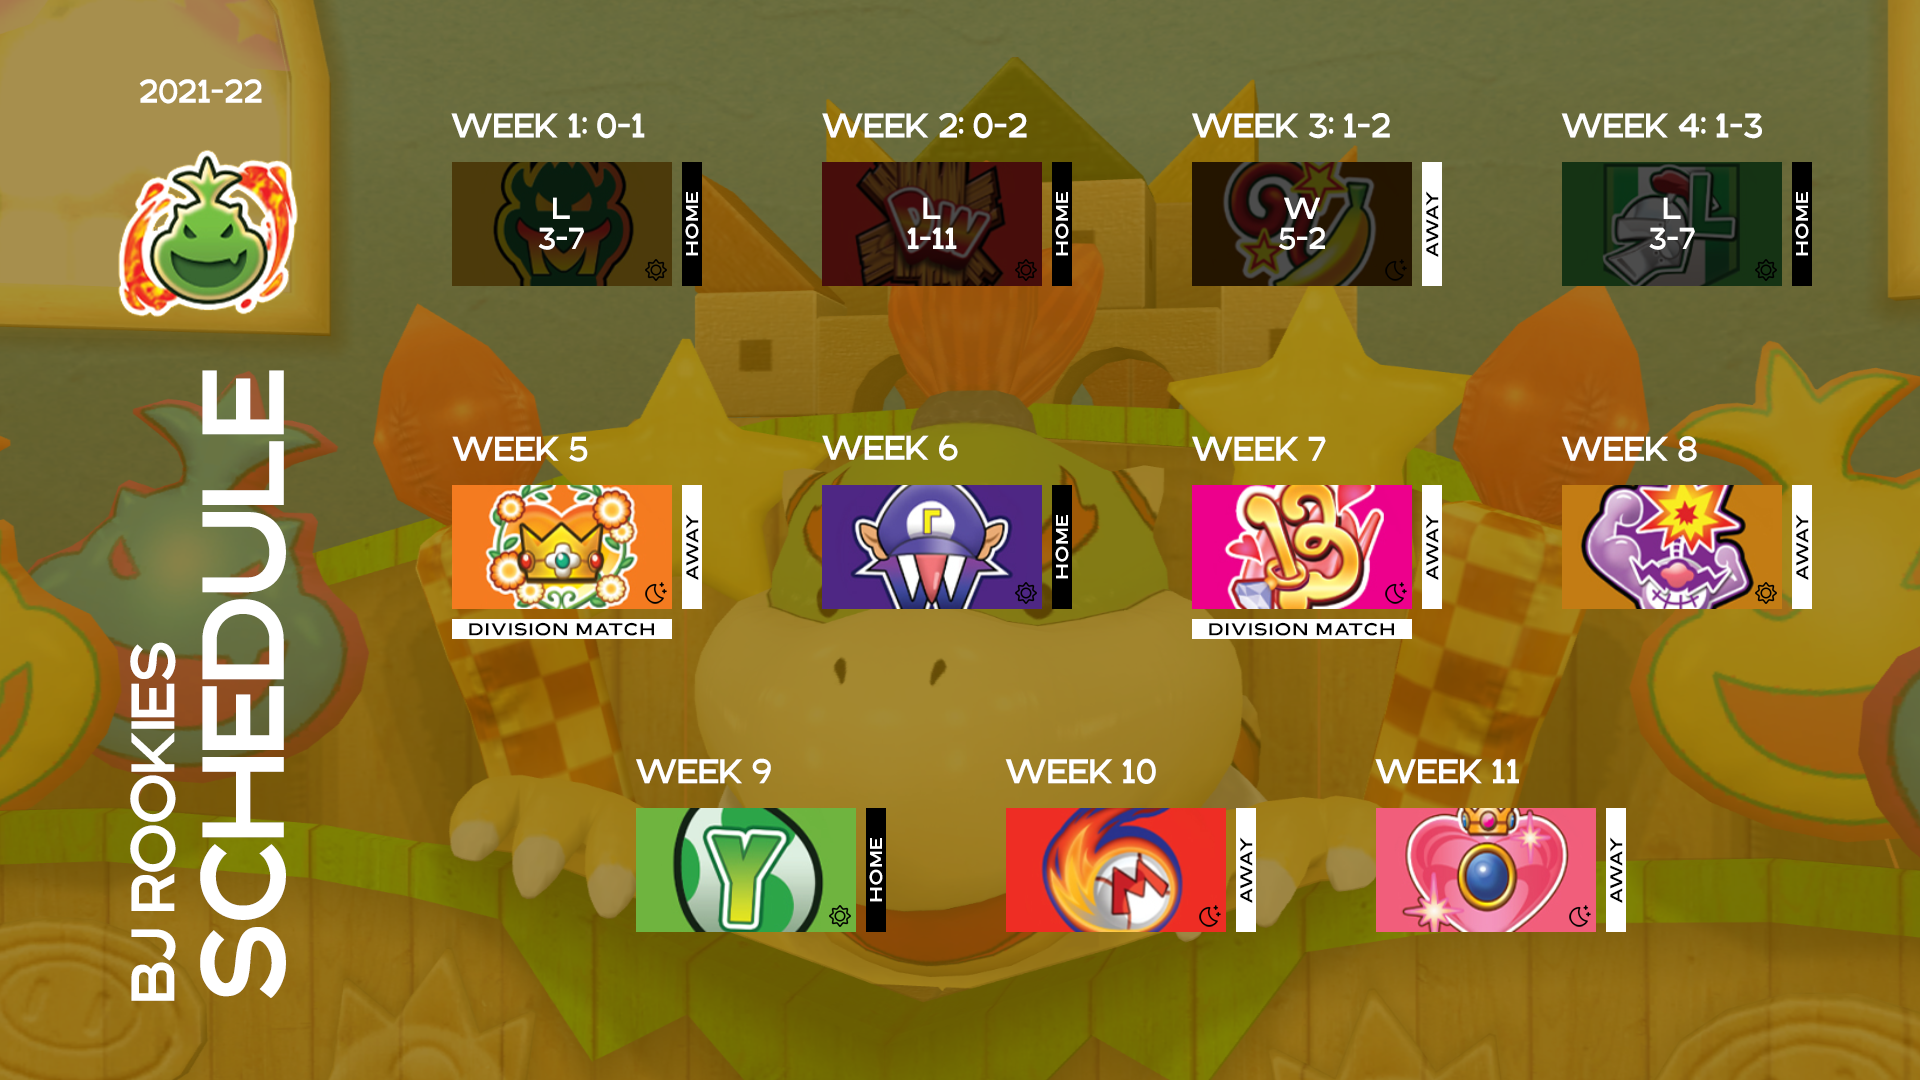 2021-22
BJ ROOKIES
SCHEDULE
WEEK 1: 0-1
L
3-7
HOME
WEEK 2: 0-2
DW
L
1-11
HOME
WEEK 3: 1-2
W
5-2
AWAY
WEEK 4: 1-3
L
L
3-7
HOME
WEEK 5
AWAY
DIVISION MATCH
WEEK 6
Γ
W
HOME
WEEK 7
B
AWAY
DIVISION MATCH
WEEK 8
AWAY
WEEK 9
Y
HOME
WEEK 10
M
AWAY
WEEK 11
AWAY